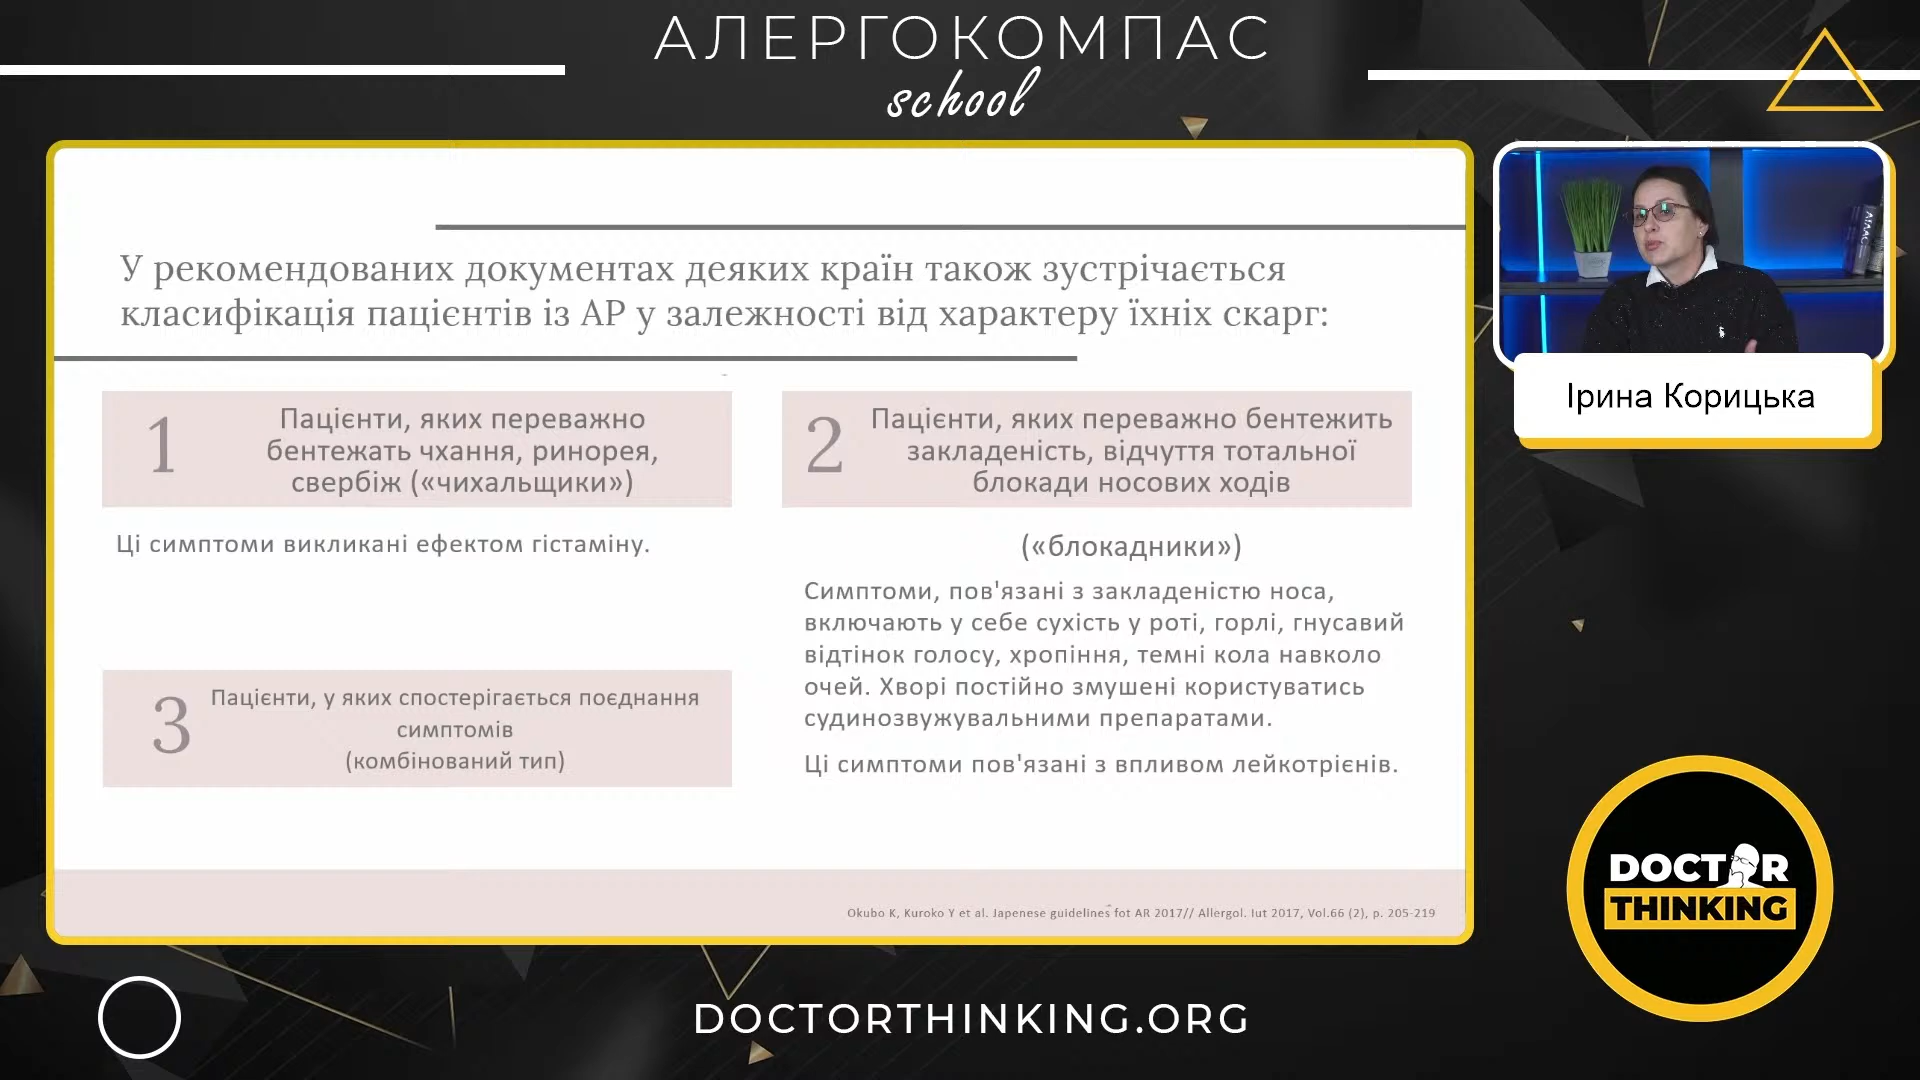 АЛЕРГОКОМПАС
school
У рекомендованих документах деяких країн також зустрічається
класифікація пацієнтів із АР у залежності від характеру їхніх скарг:
1
Пацієнти, яких переважно
бентежать чхання, ринорея,
свербіж («чихальщики»)
Ці симптоми викликані ефектом гістаміну.
2
Пацієнти, яких переважно бентежить
закладеність, відчуття тотальної
блокади носових ходів
(«блокадники»)
Симптоми, пов'язані з закладеністю носа,
включають у себе сухість у роті, горлі, гнусавий
відтінок голосу, хропіння, темні кола навколо
очей. Хворі постійно змушені користуватись
судинозвужувальними препаратами.
Ці симптоми пов'язані з впливом лейкотрієнів.
3
Пацієнти, у яких спостерігається поєднання
симптомів
(комбінований тип)
Okubo K, Kuroko Y et al. Japenese guidelines fot AR 2017// Allergol. Iut 2017, Vol.66 (2), p. 205-219
Ірина Корицька
DOCTOR
THINKING
DOCTORTHINKING.ORG